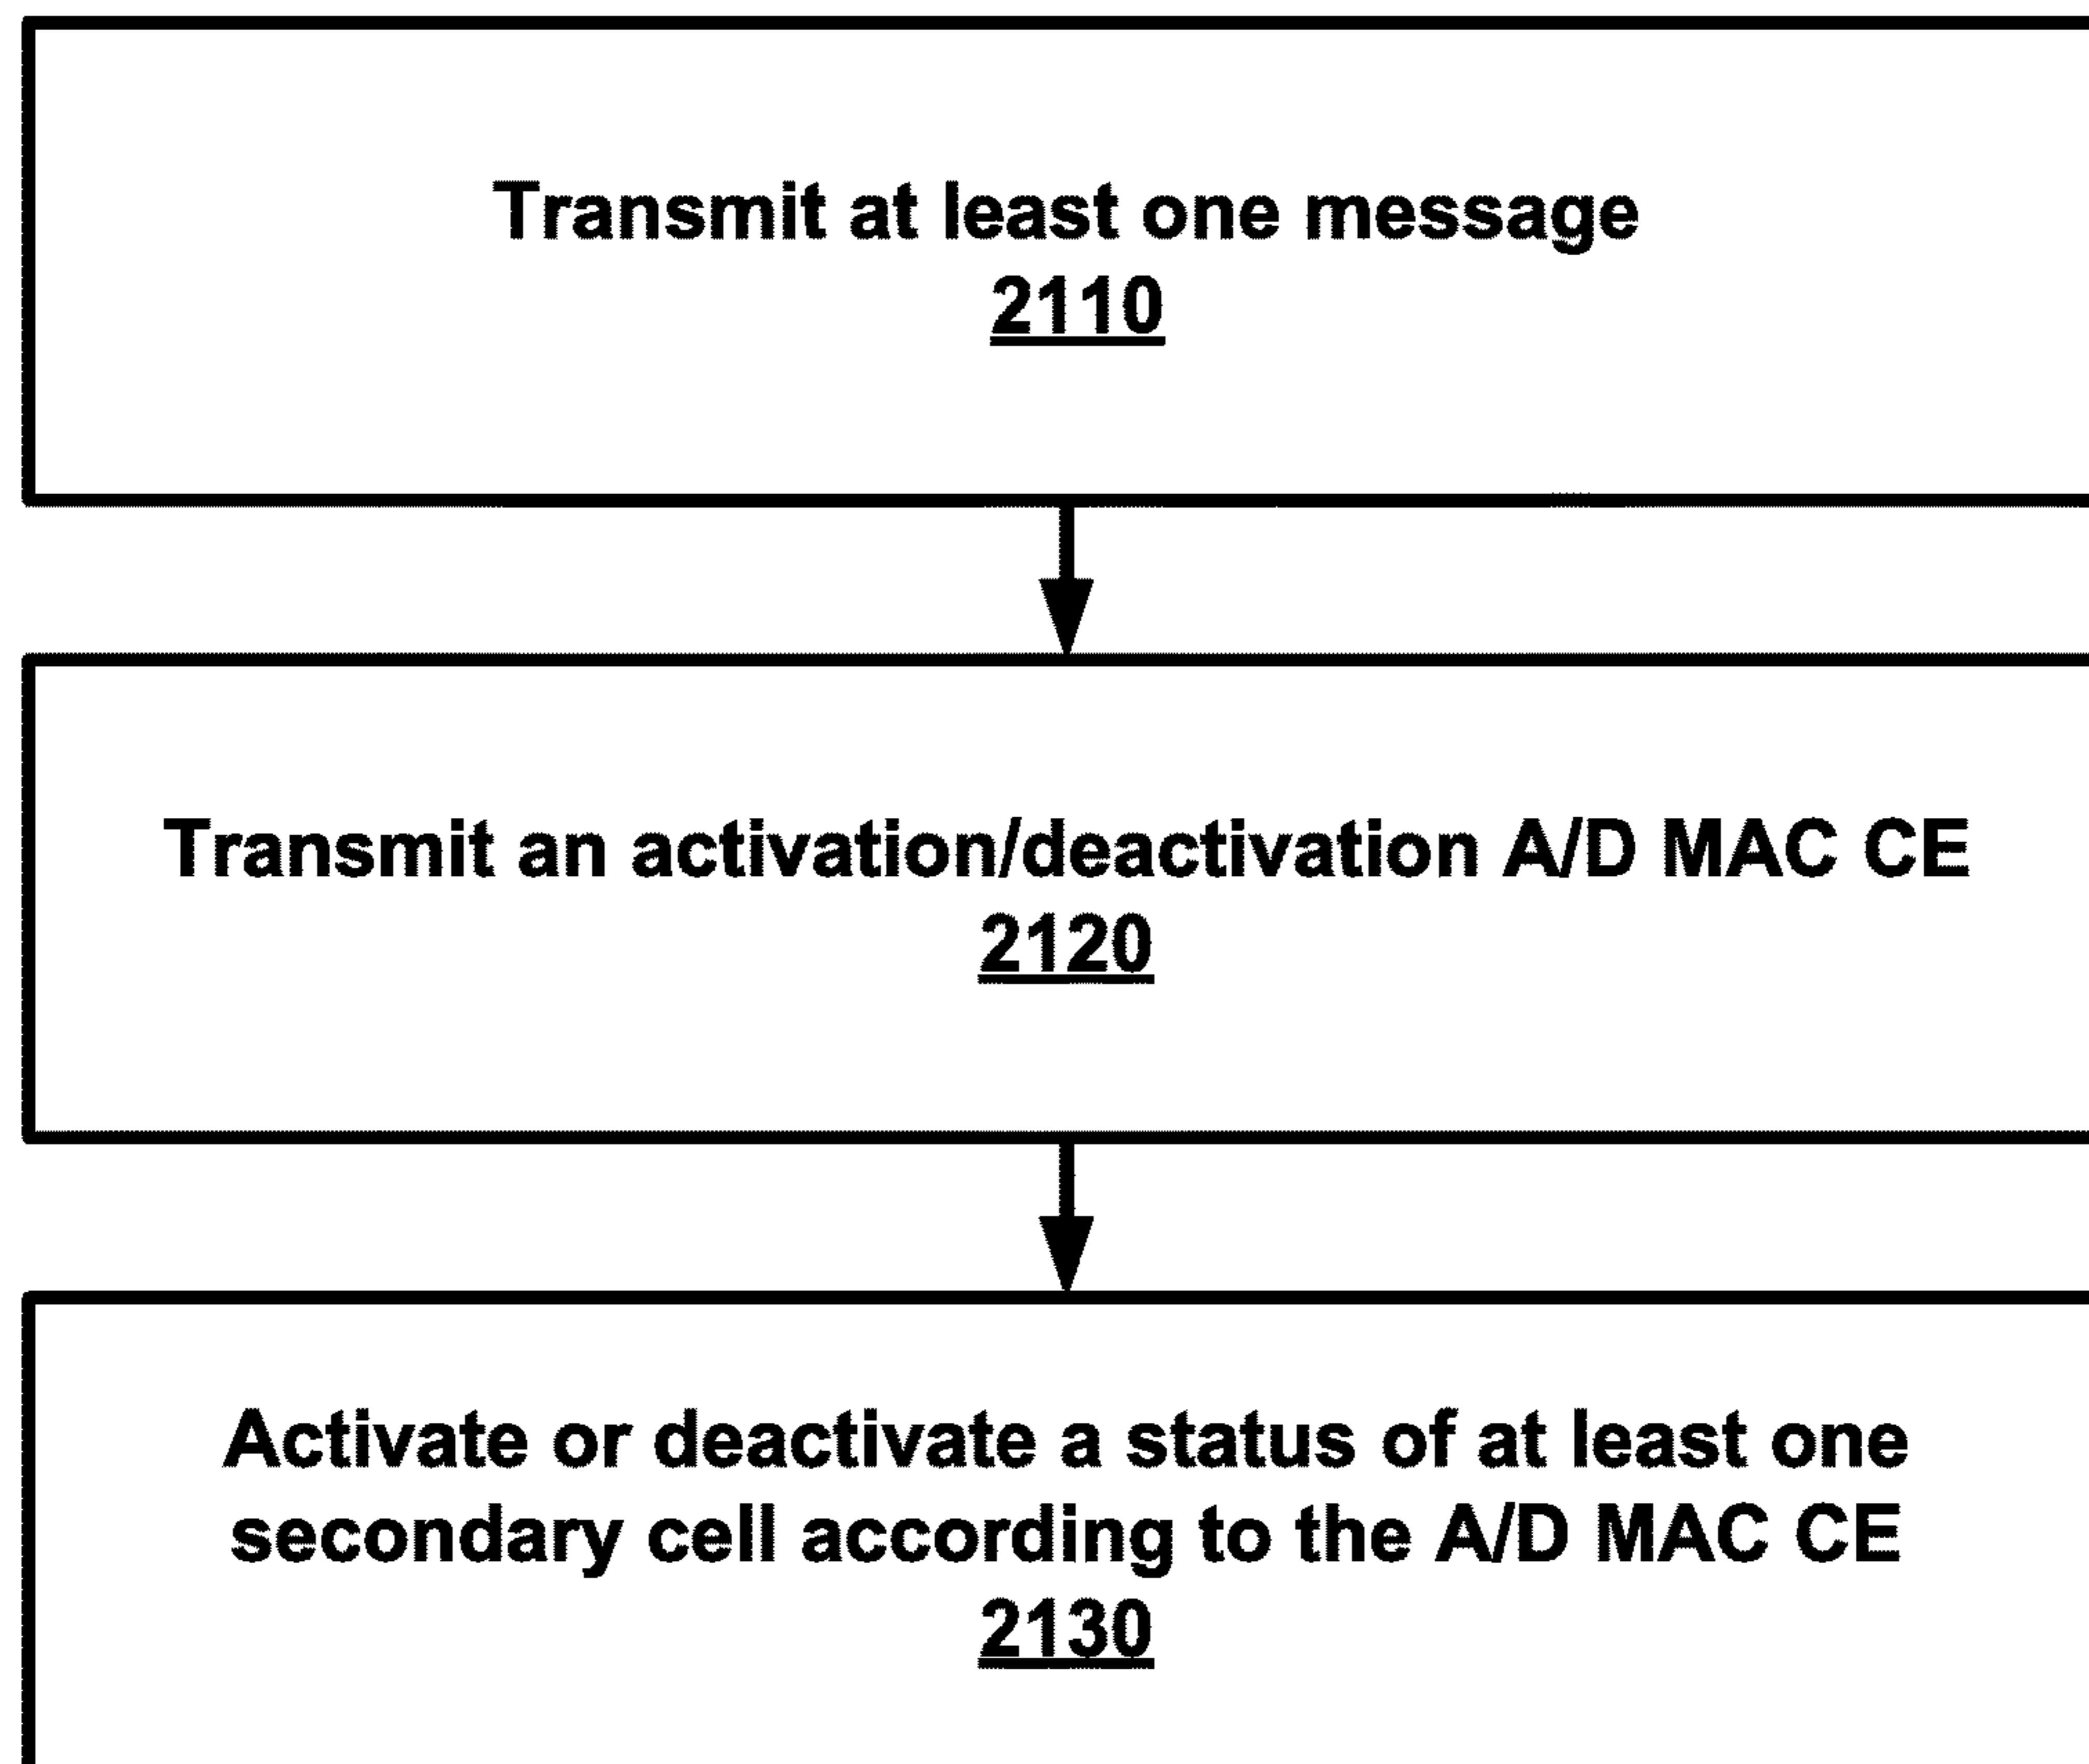 Transmit at least one message
2110
Transmit an activation/deactivation A/D MAC CE
2120
Activate or deactivate a status of at least one
secondary cell according to the A/D MAC CE
2130